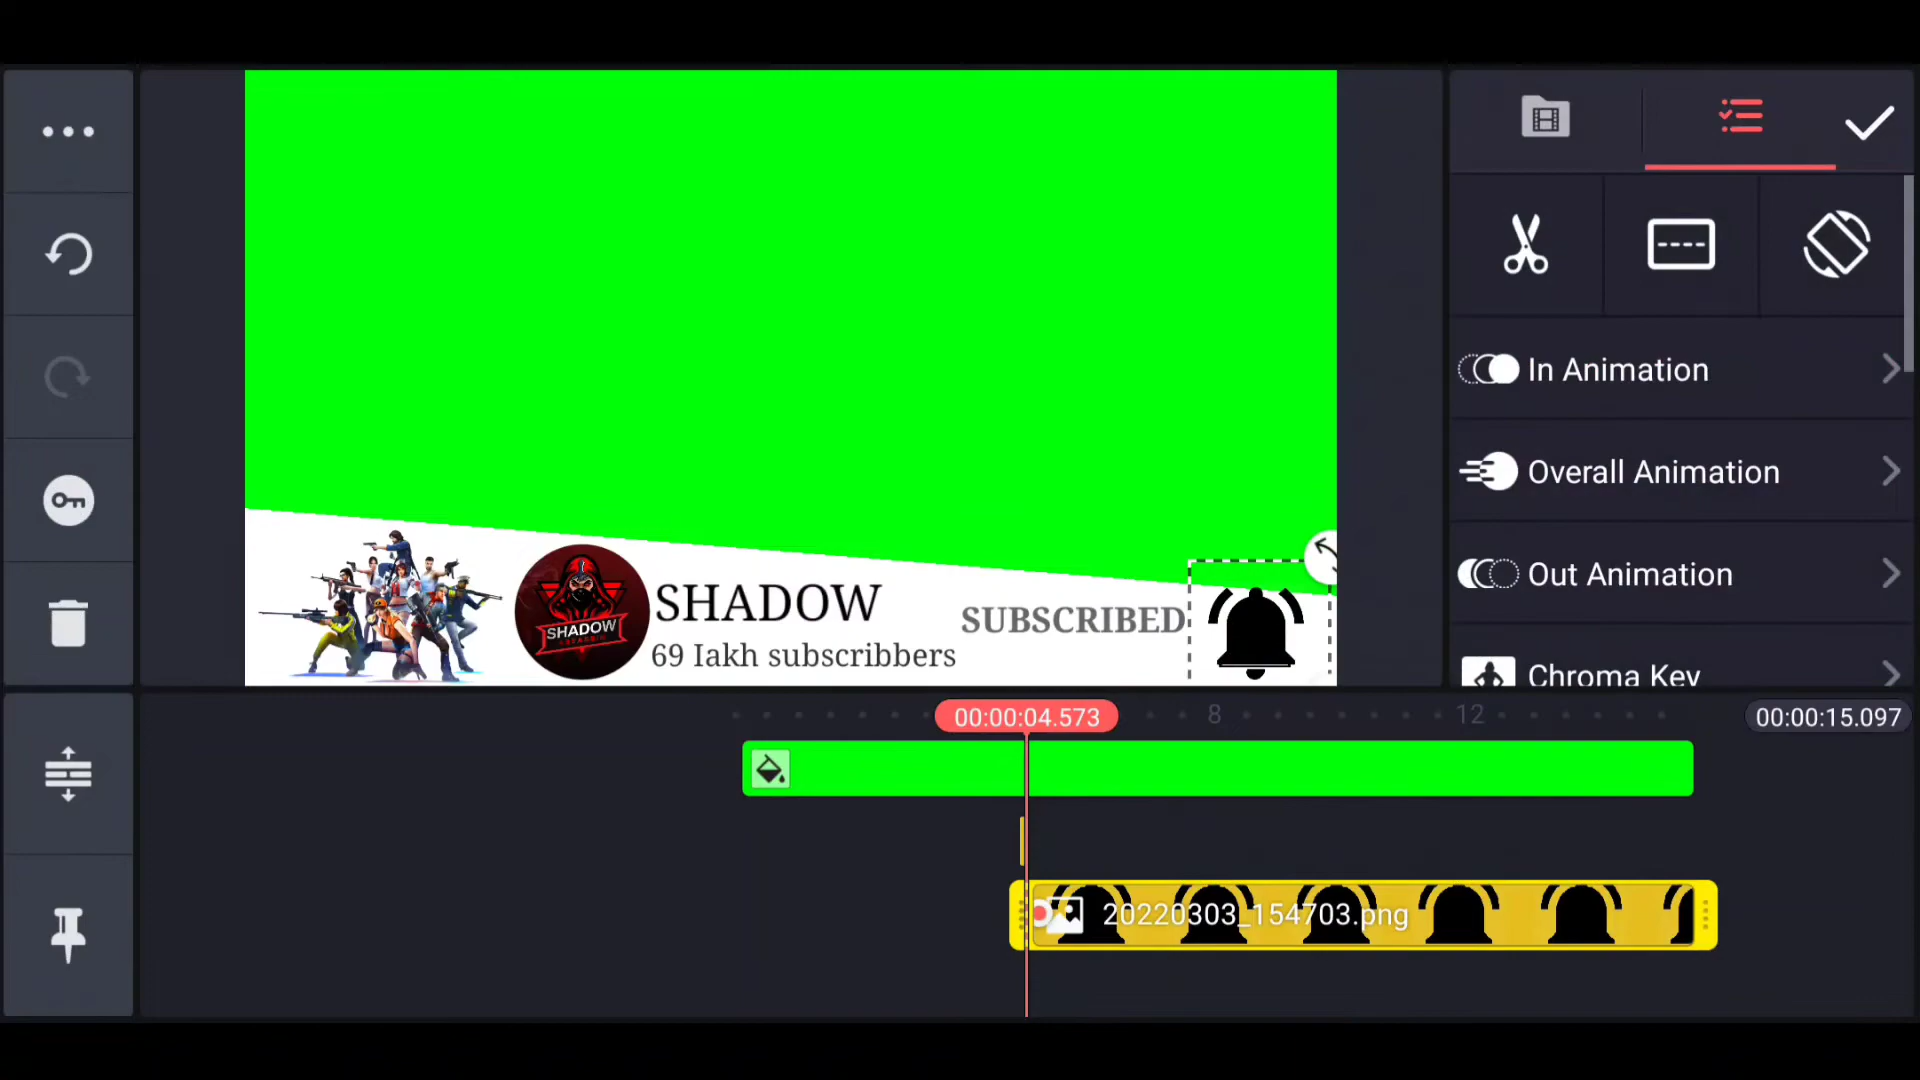 In Animation
Overall Animation
Out Animation
Chroma Key
SHADOW
SHADOW
69 Iakh subscribbers
SUBSCRIBED
00:00:04.573
8
12
00:00:15.097
20220303_154703.png